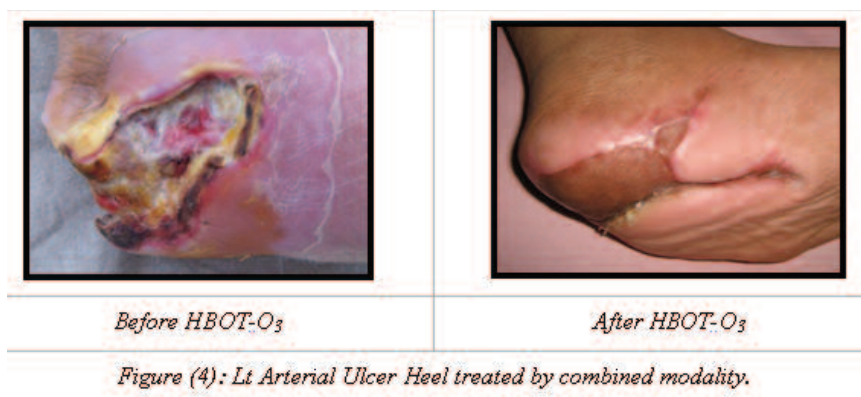 Before HBOT-O₃
After HBOT-O₃
Figure (4): Lt Arterial Ulcer Heel treated by combined modality.